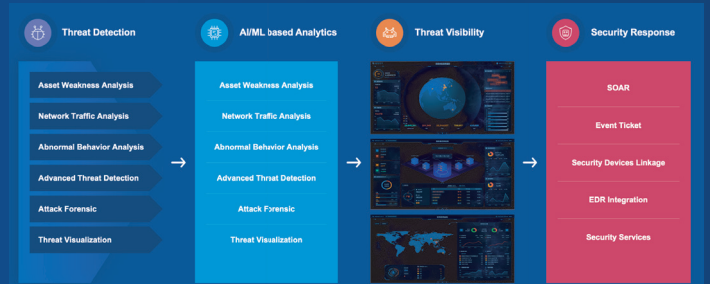 Threat Detection
AI/ML based Analytics
Threat Visibility
Security Response
Asset Weakness Analysis
Network Traffic Analysis
Abnormal Behavior Analysis
Advanced Threat Detection
Attack Forensic
Threat Visualization
Asset Weakness Analysis
Network Traffic Analysis
Abnormal Behavior Analysis
Advanced Threat Detection
Attack Forensic
Threat Visualization
SOAR
Event Ticket
Security Devices Linkage
EDR Integration
Security Services